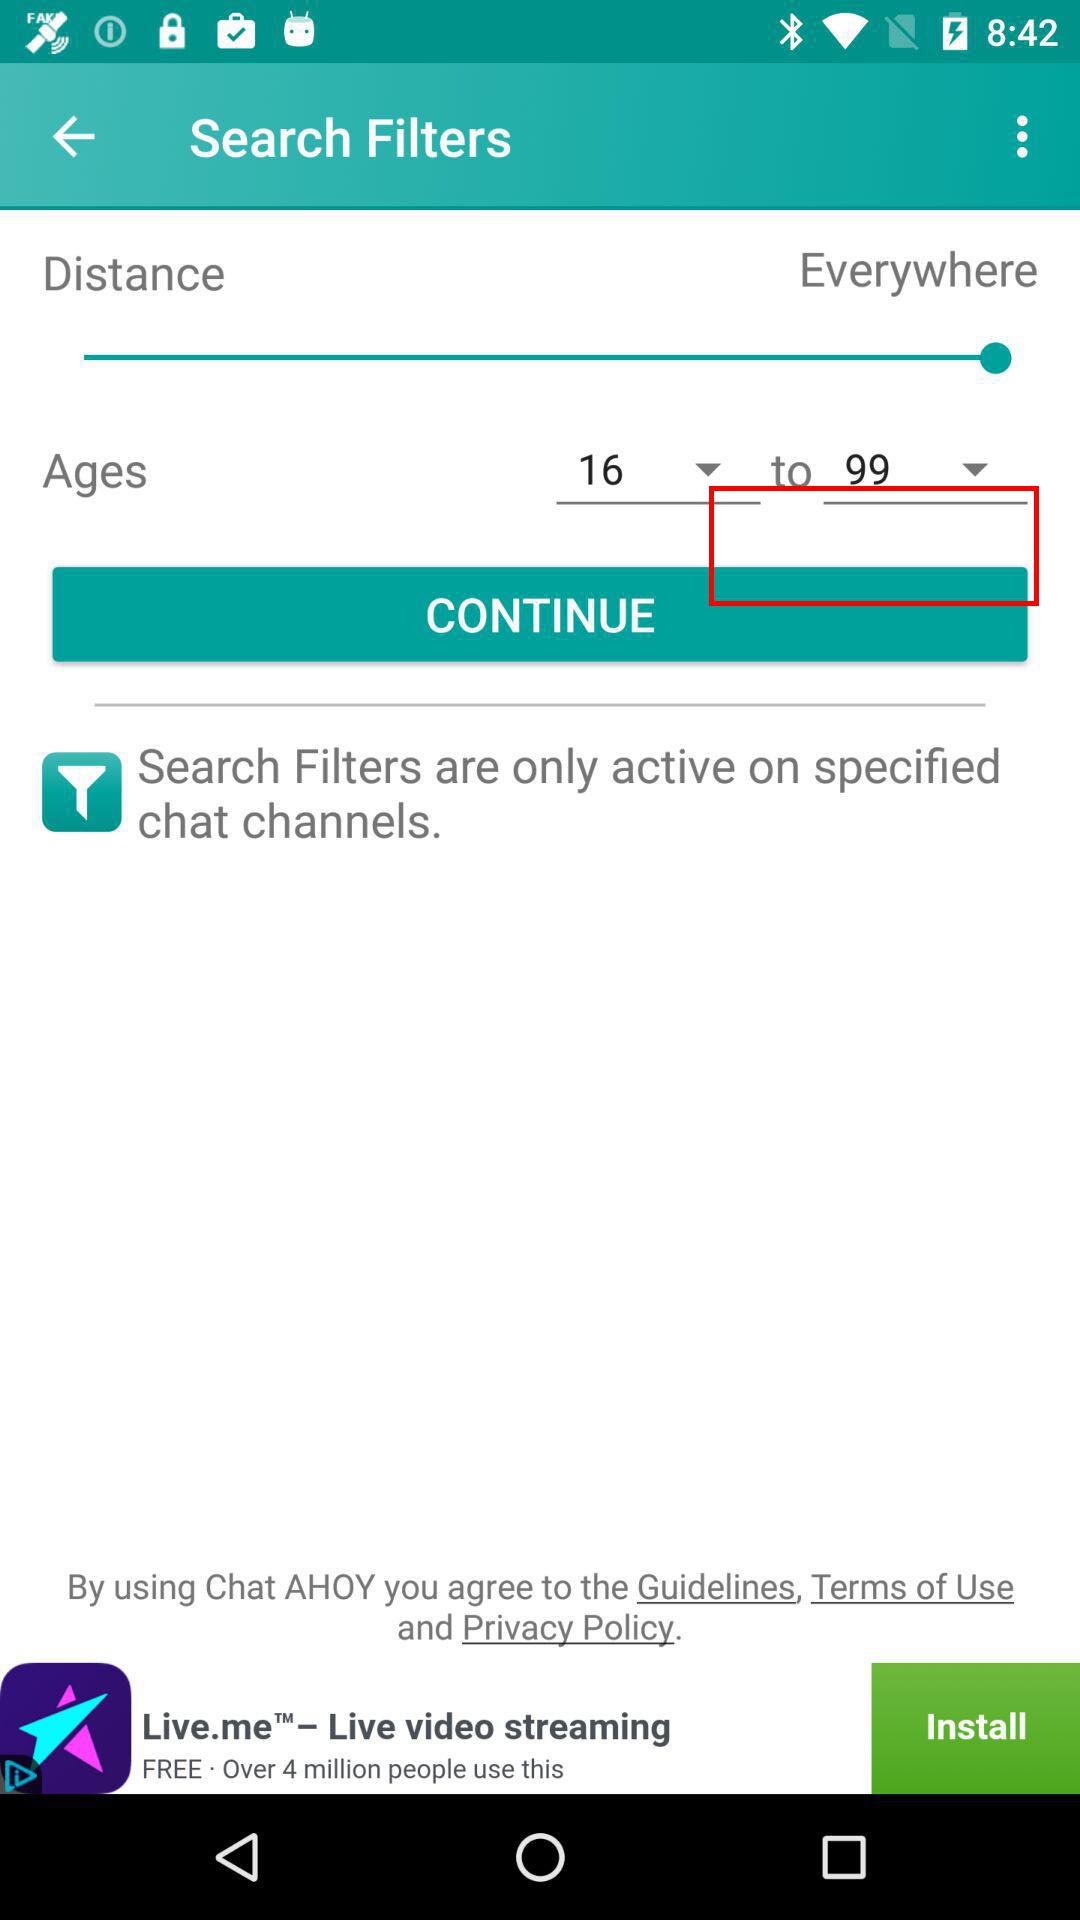 FAKE
8:42
Search Filters
Distance
Everywhere
Ages
16
to
99
CONTINUE
Search Filters are only active on specified
chat channels.
By using Chat AHOY you agree to the Guidelines, Terms of Use
and Privacy Policy.
Live.me™– Live video streaming
FREE · Over 4 million people use this
Install